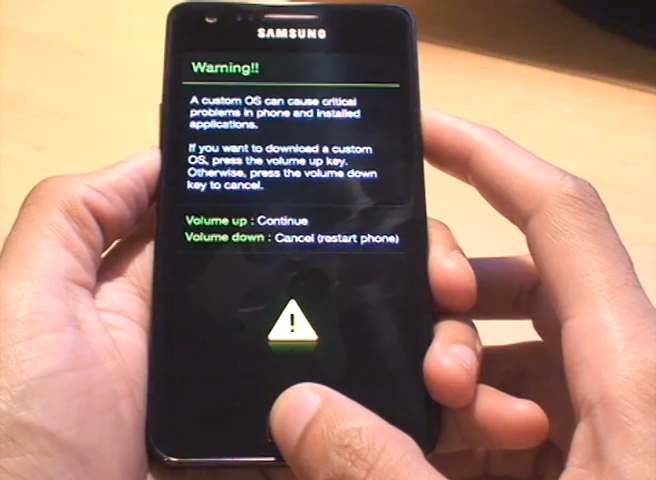 SAMSUNG
Warning!!
A custom OS can cause critical
problems in phone and installed
applications.
If you want to download a custom
OS, press the volume up key.
Otherwise, press the volume down
key to cancel.
Volume up : Continue
Volume down : Cancel (restart phone)
!